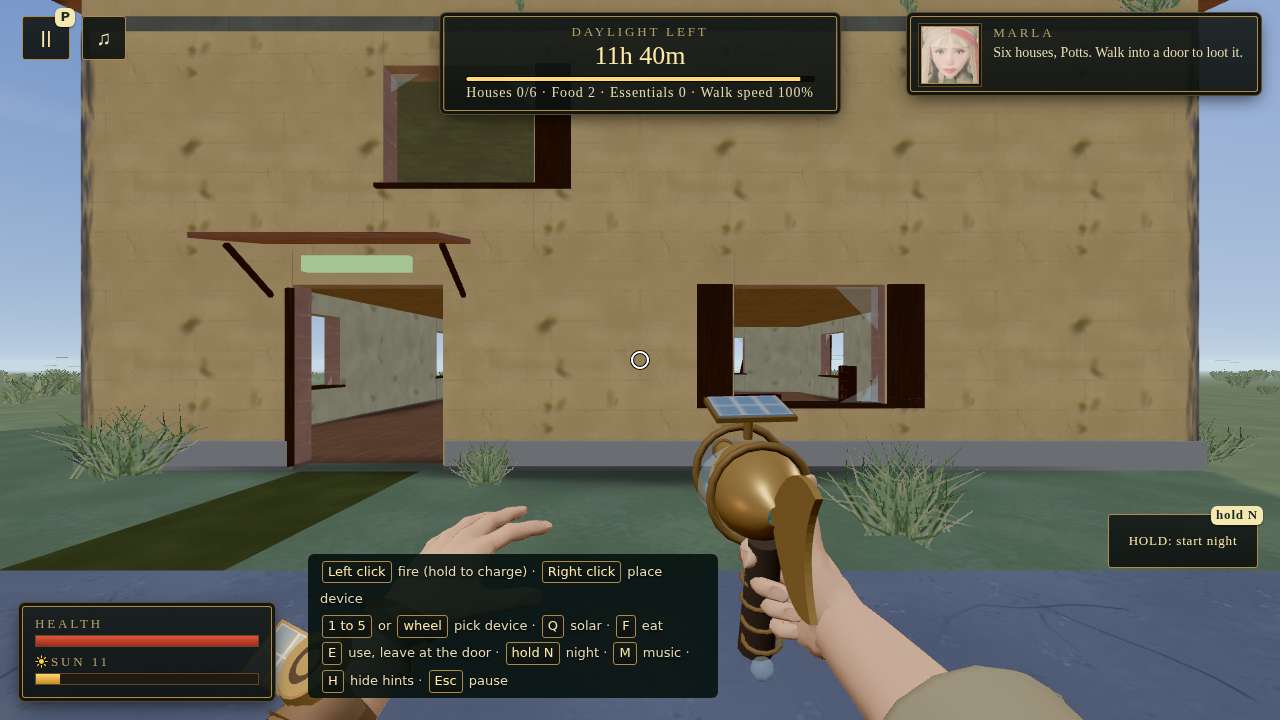 P
DAYLIGHT LEFT
11h 40m
Houses 0/6 · Food 2 · Essentials 0 · Walk speed 100%
MARLA
Six houses, Potts. Walk into a door to loot it.
hold N
HOLD: start night
HEALTH
SUN 11
Left click fire (hold to charge) · Right click place
device
1 to 5 or wheel pick device · Q solar · F eat
E use, leave at the door · hold N night · M music ·
H hide hints · Esc pause